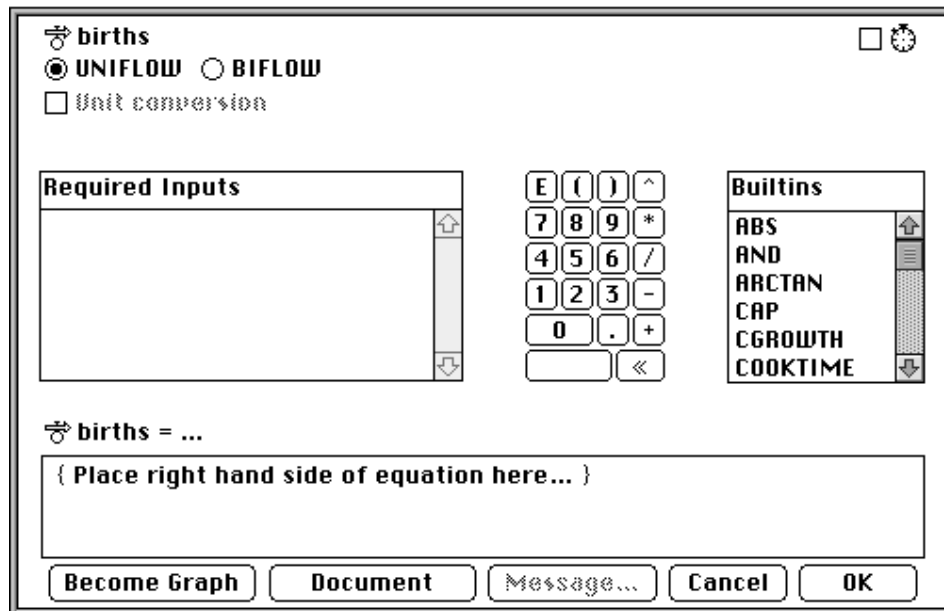 births
UNIFLOW BIFLOW
Unit conversion
Required Inputs
E ( ) ^
7 8 9 *
4 5 6 /
1 2 3 -
0 . +
«
Builtins
ABS
AND
ARCTAN
CAP
CGROWTH
COOKTIME
births = ...
{ Place right hand side of equation here... }
Become Graph Document Message... Cancel OK